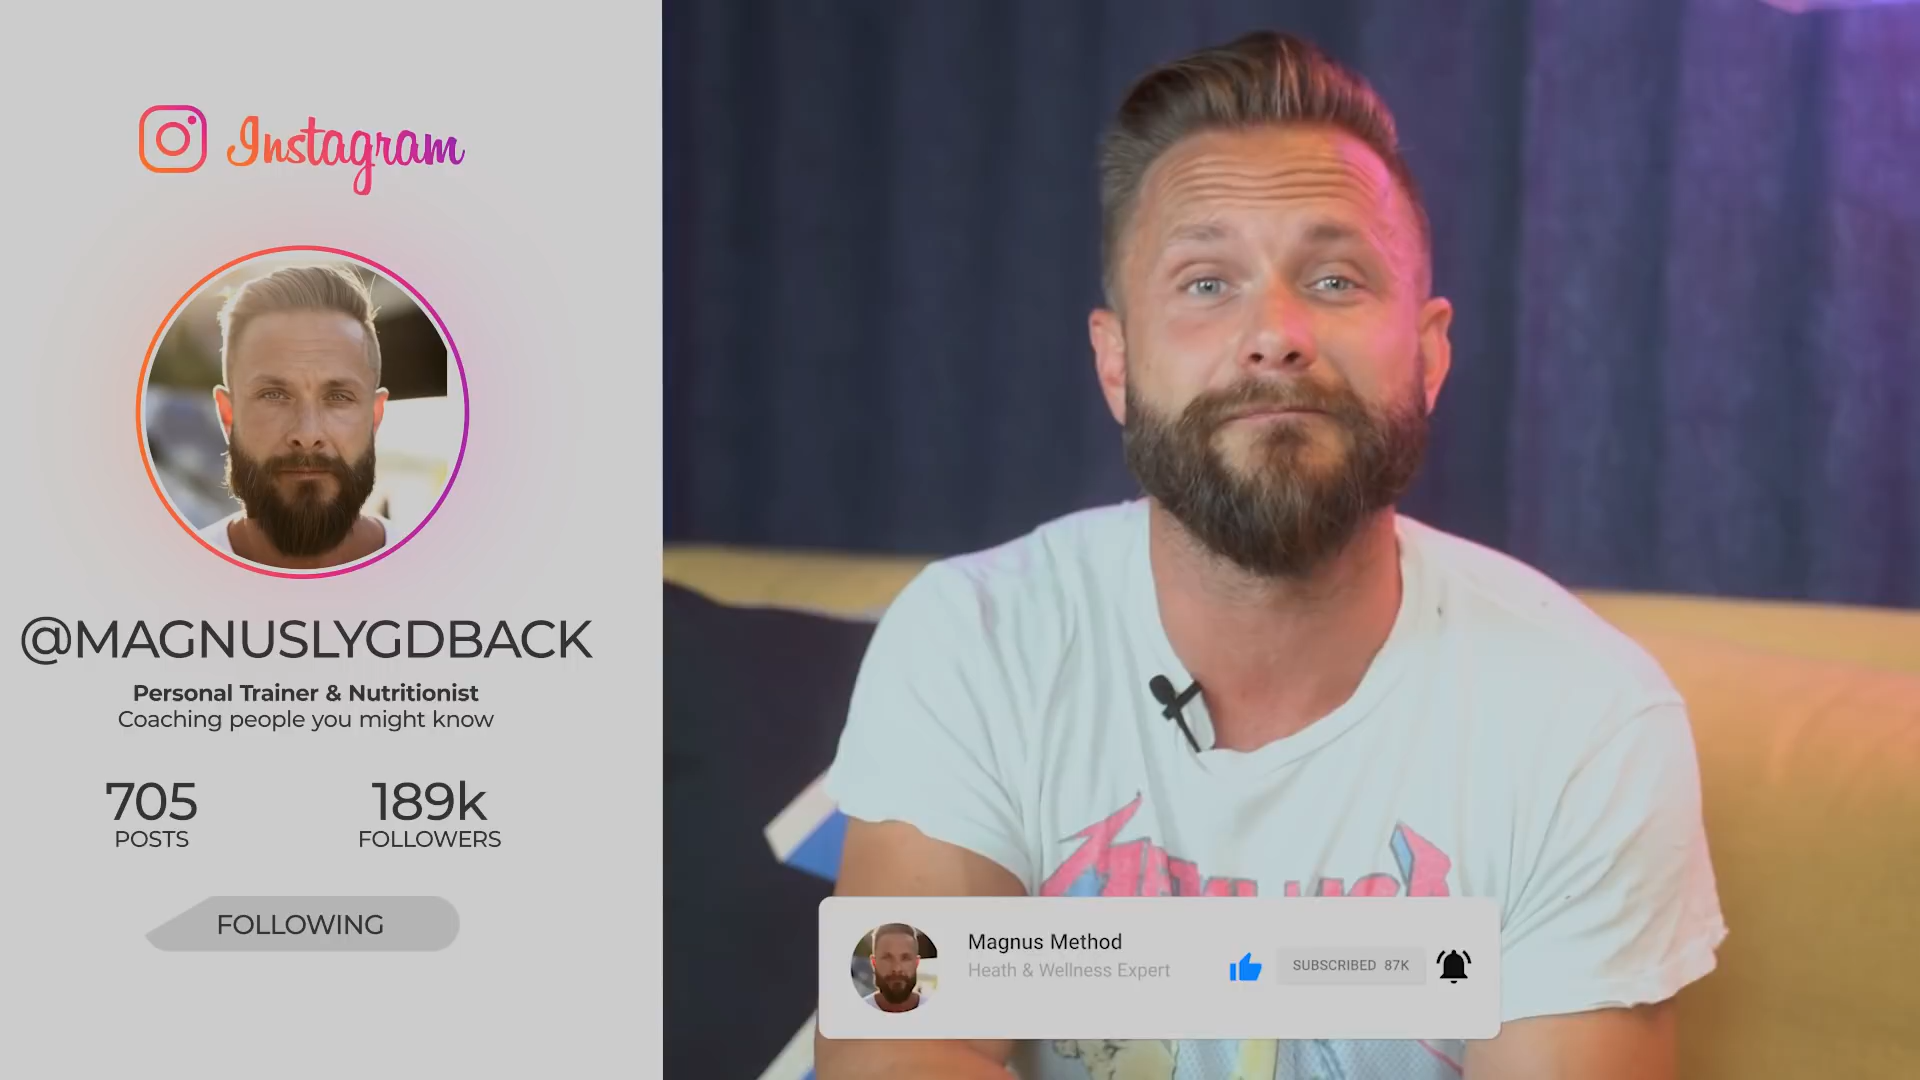 Instagram
@MAGNUSLYGDBACK
Personal Trainer & Nutritionist
Coaching people you might know
705
POSTS
189k
FOLLOWERS
FOLLOWING
Magnus Method
Heath & Wellness Expert
SUBSCRIBED 87K